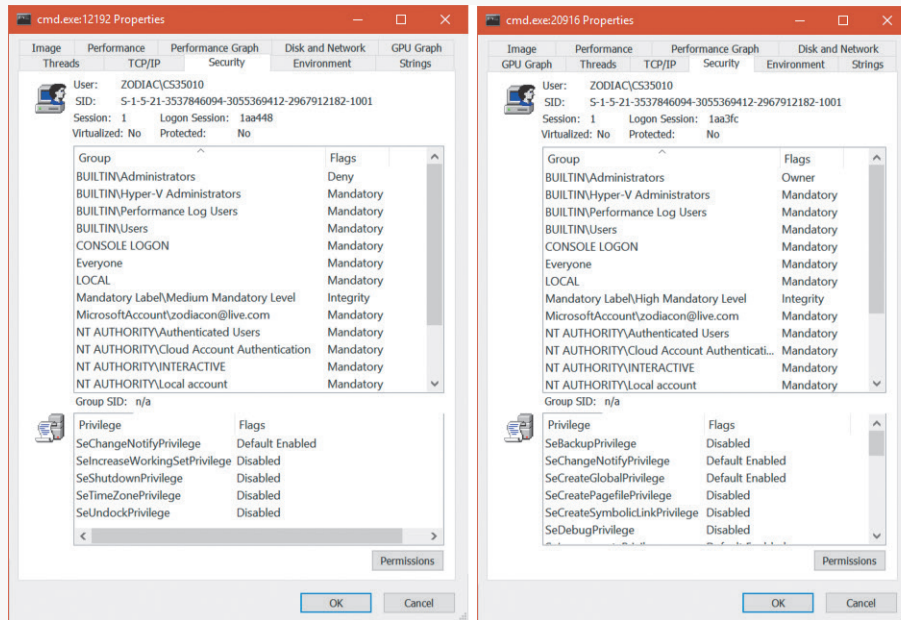 cmd.exe:12192 Properties
Image Performance Performance Graph Disk and Network GPU Graph
Threads TCP/IP Security Environment Strings
User: ZODIAC\CS35010
SID: S-1-5-21-3537846094-3055369412-2967912182-1001
Session: 1 Logon Session: 1aa448
Virtualized: No Protected: No
Group Flags
BUILTIN\Administrators Deny
BUILTIN\Hyper-V Administrators Mandatory
BUILTIN\Performance Log Users Mandatory
BUILTIN\Users Mandatory
CONSOLE LOGON Mandatory
Everyone Mandatory
LOCAL Mandatory
Mandatory Label\Medium Mandatory Level Integrity
MicrosoftAccount\zodiacon@live.com Mandatory
NT AUTHORITY\Authenticated Users Mandatory
NT AUTHORITY\Cloud Account Authentication Mandatory
NT AUTHORITY\INTERACTIVE Mandatory
NT AUTHORITY\Local account Mandatory
Group SID: n/a
Privilege Flags
SeChangeNotifyPrivilege Default Enabled
SeIncreaseWorkingSetPrivilege Disabled
SeShutdownPrivilege Disabled
SeTimeZonePrivilege Disabled
SeUndockPrivilege Disabled
Permissions
OK Cancel
cmd.exe:20916 Properties
Image Performance Performance Graph Disk and Network
GPU Graph Threads TCP/IP Security Environment Strings
User: ZODIAC\CS35010
SID: S-1-5-21-3537846094-3055369412-2967912182-1001
Session: 1 Logon Session: 1aa3fc
Virtualized: No Protected: No
Group Flags
BUILTIN\Administrators Owner
BUILTIN\Hyper-V Administrators Mandatory
BUILTIN\Performance Log Users Mandatory
BUILTIN\Users Mandatory
CONSOLE LOGON Mandatory
Everyone Mandatory
LOCAL Mandatory
Mandatory Label\High Mandatory Level Integrity
MicrosoftAccount\zodiacon@live.com Mandatory
NT AUTHORITY\Authenticated Users Mandatory
NT AUTHORITY\Cloud Account Authenticati... Mandatory
NT AUTHORITY\INTERACTIVE Mandatory
NT AUTHORITY\Local account Mandatory
Group SID: n/a
Privilege Flags
SeBackupPrivilege Disabled
SeChangeNotifyPrivilege Default Enabled
SeCreateGlobalPrivilege Default Enabled
SeCreatePagefilePrivilege Disabled
SeCreateSymbolicLinkPrivilege Disabled
SeDebugPrivilege Disabled
Permissions
OK Cancel